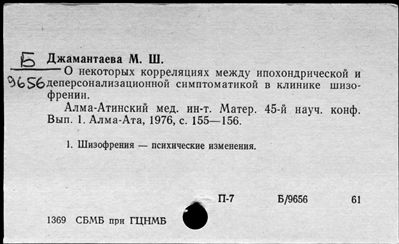 Б
9656
Джамантаева М. Ш.
О некоторых корреляциях между ипохондрической и
деперсонализационной симптоматикой в клинике шизо-
френии.
Алма-Атинский мед. ин-т. Матер. 45-й науч. конф.
Вып. 1. Алма-Ата, 1976, с. 155—156.
1. Шизофрения — психические изменения.
П-7 Б/9656 61
1369 СБМБ при ГЦНМБ